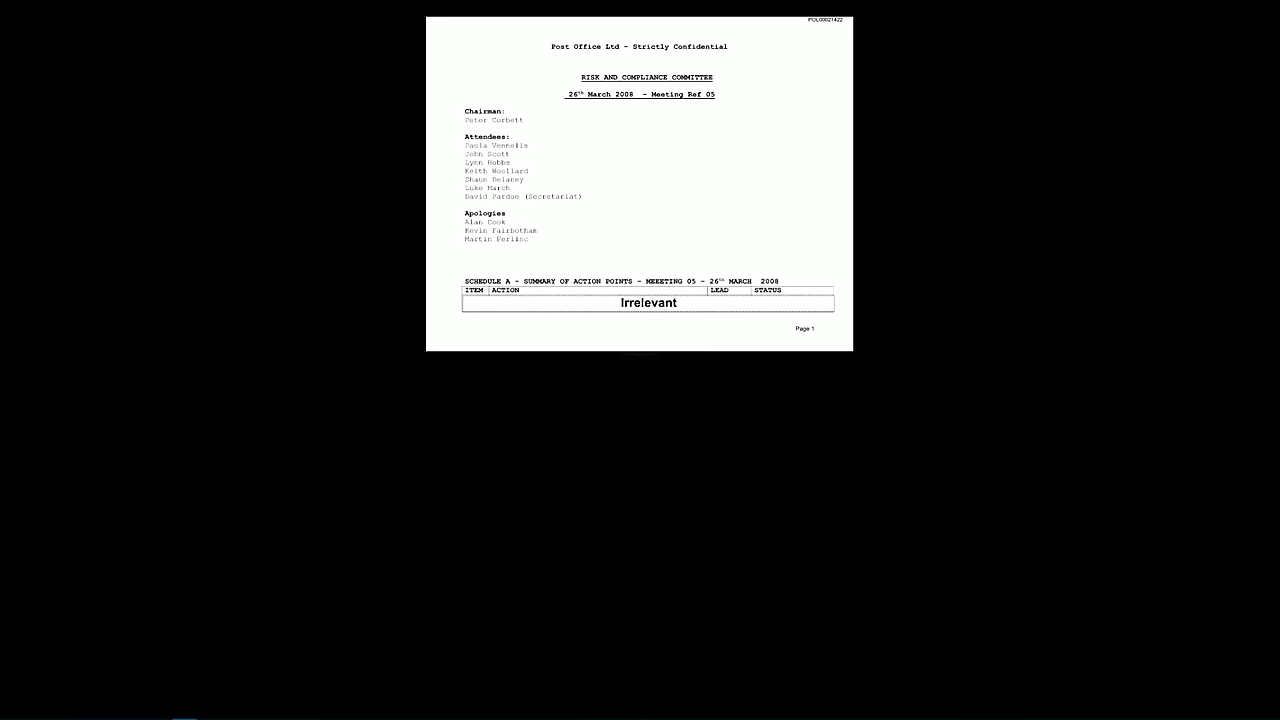 POL00021422
Post Office Ltd – Strictly Confidential
RISK AND COMPLIANCE COMMITTEE
26th March 2008 – Meeting Ref 05
Chairman:
Peter Corbett
Attendees:
Paula Vennells
John Scott
Lynn Hobbs
Keith Woollard
Shaun Delaney
Luke March
David Pardoe (Secretariat)
Apologies
Alan Cook
Kevin Fairbotham
Martin Ferlinc
SCHEDULE A – SUMMARY OF ACTION POINTS – MEEETING 05 – 26th MARCH 2008
ITEM ACTION LEAD STATUS
Irrelevant
Page 1